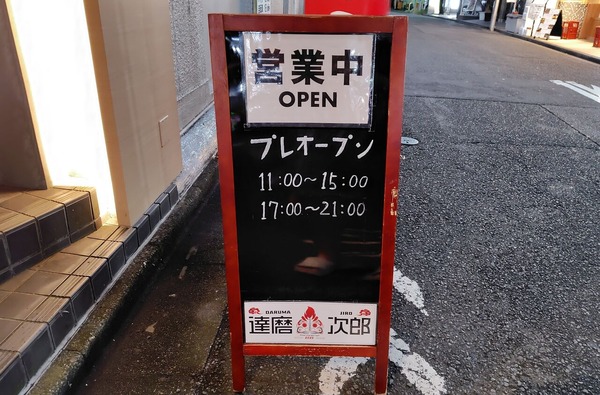 営業中
OPEN
プレオープン
11:00〜15:00
17:00〜21:00
DARUMA JIRO
達磨 次郎